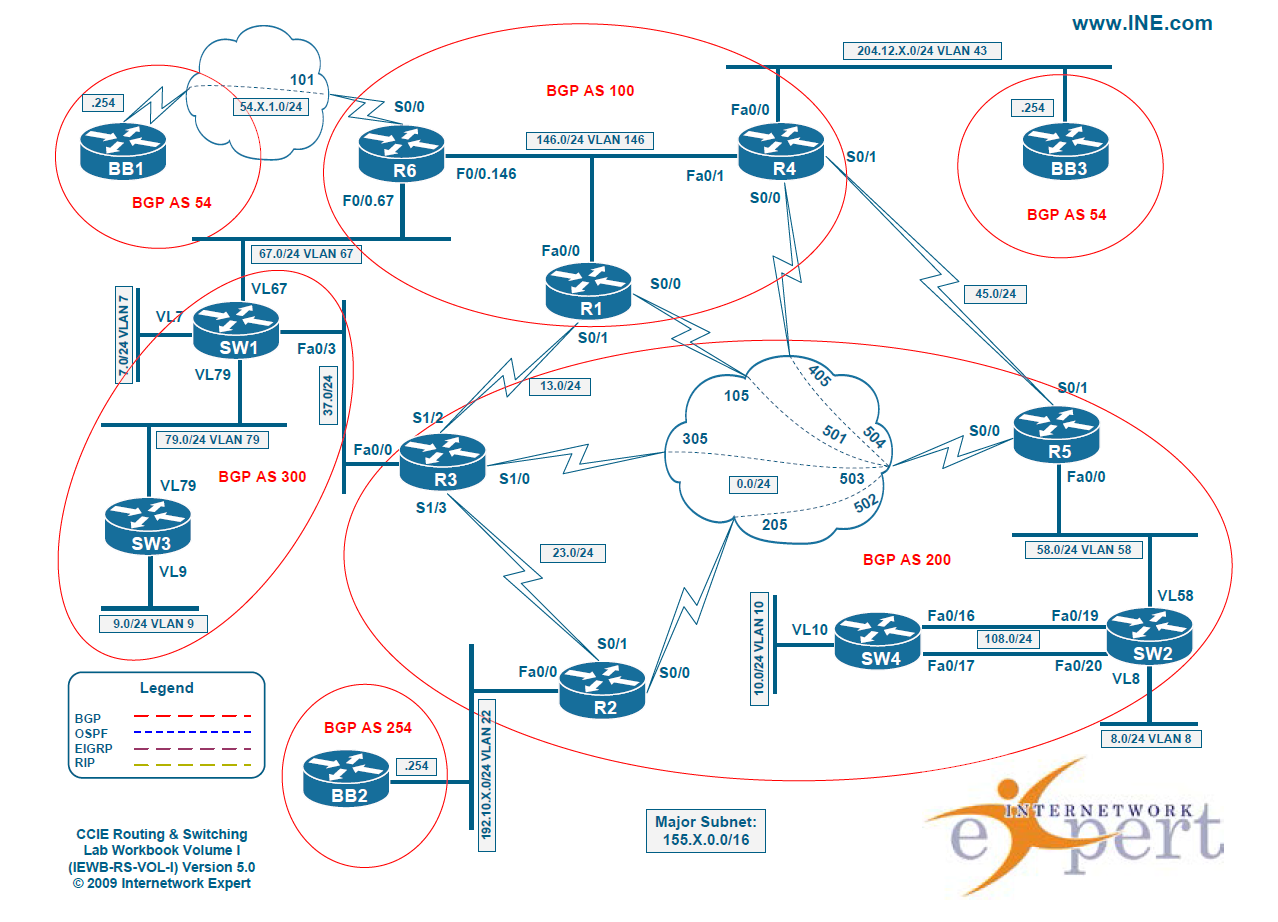 www.INE.com
204.12.X.0/24 VLAN 43
101
.254
54.X.1.0/24
S0/0
BGP AS 100
Fa0/0
.254
BB1
R6
146.0/24 VLAN 146
R4
S0/1
BB3
F0/0.146
Fa0/1
F0/0.67
S0/0
BGP AS 54
BGP AS 54
67.0/24 VLAN 67
Fa0/0
VL67
S0/0
45.0/24
7.0/24 VLAN 7
VL7
R1
SW1
Fa0/3
S0/1
VL79
37.0/24
13.0/24
405
105
S0/1
S1/2
501
504
S0/0
79.0/24 VLAN 79
Fa0/0
305
R5
BGP AS 300
R3
S1/0
0.0/24
503
Fa0/0
VL79
S1/3
502
205
SW3
23.0/24
58.0/24 VLAN 58
BGP AS 200
VL9
VL58
9.0/24 VLAN 9
10.0/24 VLAN 10
VL10
Fa0/16
Fa0/19
108.0/24
SW4
SW2
Fa0/17
Fa0/20
S0/1
Fa0/0
S0/0
VL8
R2
Legend
BGP
OSPF
EIGRP
RIP
BGP AS 254
192.10.X.0/24 VLAN 22
8.0/24 VLAN 8
.254
BB2
Major Subnet:
155.X.0.0/16
CCIE Routing & Switching
Lab Workbook Volume I
(IEWB-RS-VOL-I) Version 5.0
© 2009 Internetwork Expert
INTERNETWORK
eXpert